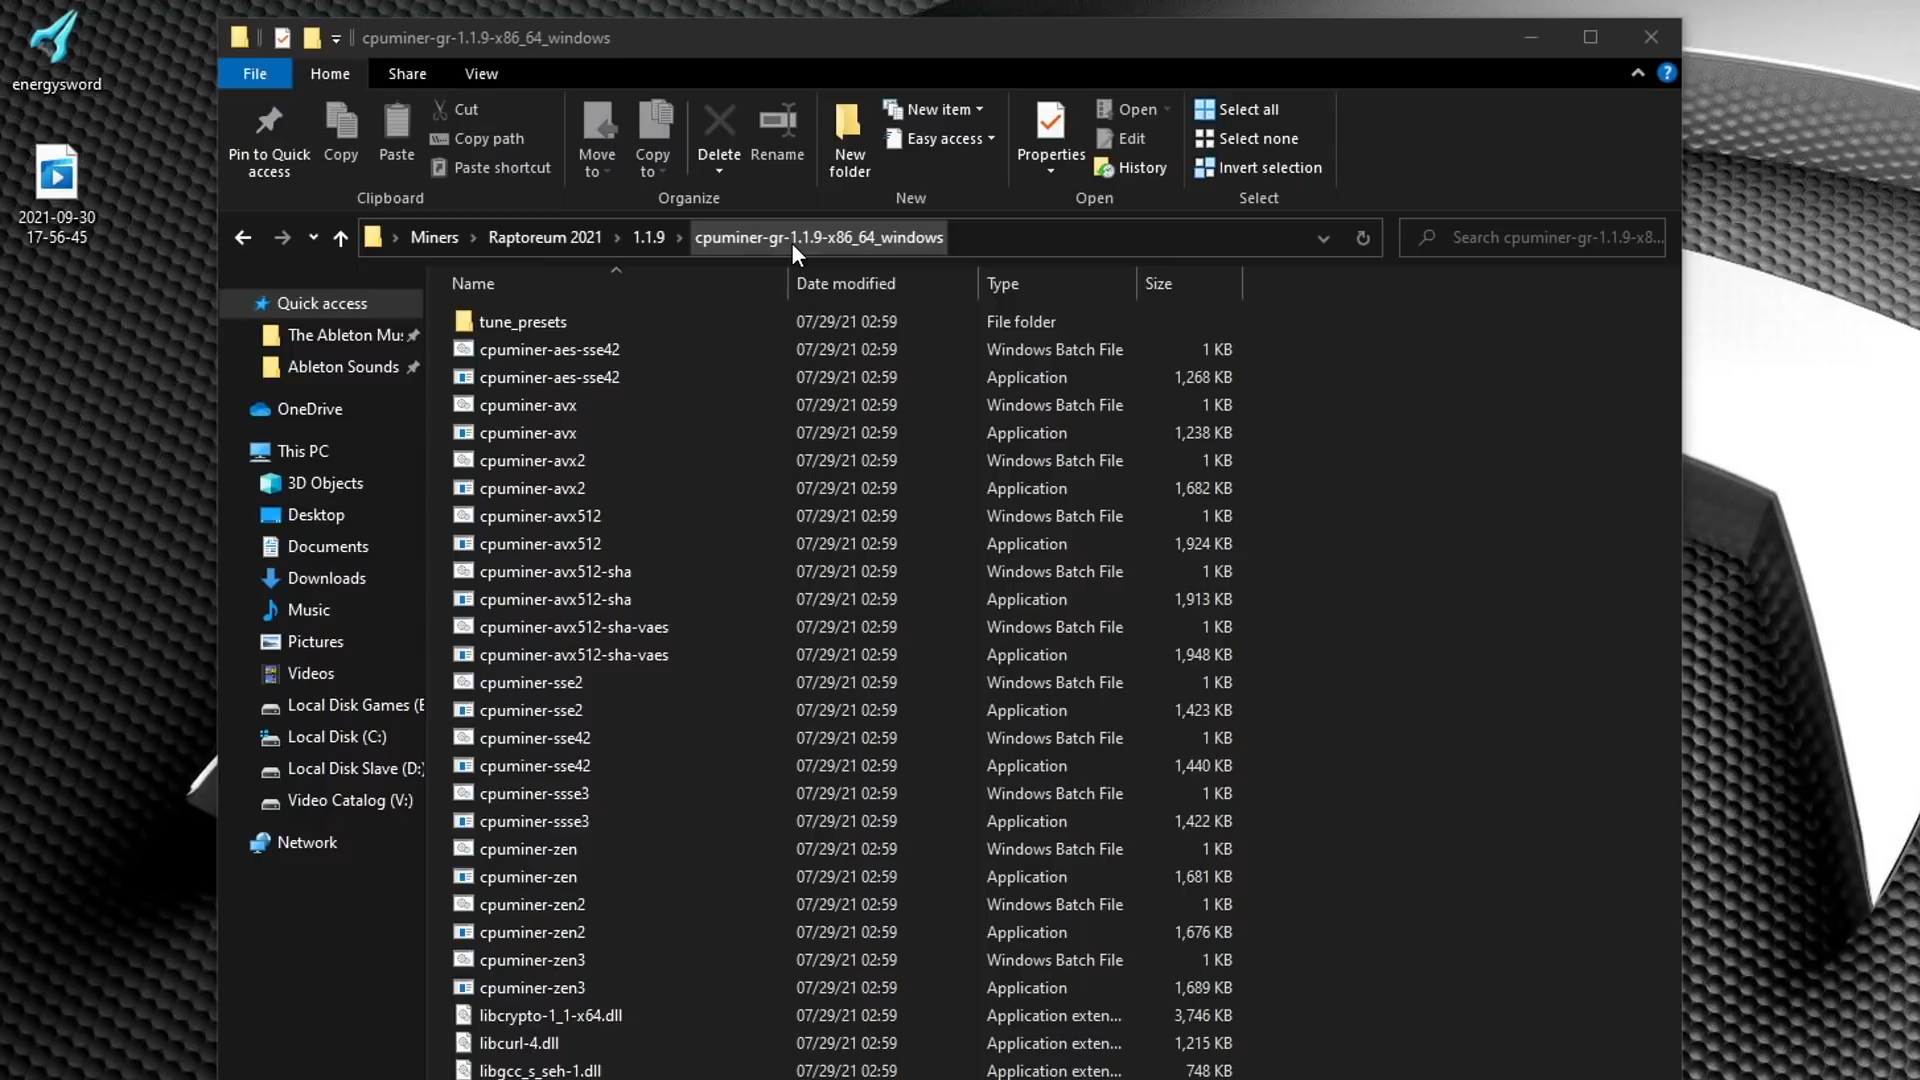 energysword
2021-09-30
17-56-45
cpuminer-gr-1.1.9-x86_64_windows
File
Home
Share
View
Pin to Quick
access
Copy
Paste
Cut
Copy path
Paste shortcut
Clipboard
Move
to
Copy
to
Delete
Rename
Organize
New
folder
New item
Easy access
New
Properties
Open
Edit
History
Open
Select all
Select none
Invert selection
Select
Miners
Raptoreum 2021
1.1.9
cpuminer-gr-1.1.9-x86_64_windows
Search cpuminer-gr-1.1.9-x8...
Quick access
The Ableton Mu
Ableton Sounds
OneDrive
This PC
3D Objects
Desktop
Documents
Downloads
Music
Pictures
Videos
Local Disk Games (E
Local Disk (C:)
Local Disk Slave (D:)
Video Catalog (V:)
Network
Name Date modified Type Size
tune_presets 07/29/21 02:59 File folder
cpuminer-aes-sse42 07/29/21 02:59 Windows Batch File 1 KB
cpuminer-aes-sse42 07/29/21 02:59 Application 1,268 KB
cpuminer-avx 07/29/21 02:59 Windows Batch File 1 KB
cpuminer-avx 07/29/21 02:59 Application 1,238 KB
cpuminer-avx2 07/29/21 02:59 Windows Batch File 1 KB
cpuminer-avx2 07/29/21 02:59 Application 1,682 KB
cpuminer-avx512 07/29/21 02:59 Windows Batch File 1 KB
cpuminer-avx512 07/29/21 02:59 Application 1,924 KB
cpuminer-avx512-sha 07/29/21 02:59 Windows Batch File 1 KB
cpuminer-avx512-sha 07/29/21 02:59 Application 1,913 KB
cpuminer-avx512-sha-vaes 07/29/21 02:59 Windows Batch File 1 KB
cpuminer-avx512-sha-vaes 07/29/21 02:59 Application 1,948 KB
cpuminer-sse2 07/29/21 02:59 Windows Batch File 1 KB
cpuminer-sse2 07/29/21 02:59 Application 1,423 KB
cpuminer-sse42 07/29/21 02:59 Windows Batch File 1 KB
cpuminer-sse42 07/29/21 02:59 Application 1,440 KB
cpuminer-ssse3 07/29/21 02:59 Windows Batch File 1 KB
cpuminer-ssse3 07/29/21 02:59 Application 1,422 KB
cpuminer-zen 07/29/21 02:59 Windows Batch File 1 KB
cpuminer-zen 07/29/21 02:59 Application 1,681 KB
cpuminer-zen2 07/29/21 02:59 Windows Batch File 1 KB
cpuminer-zen2 07/29/21 02:59 Application 1,676 KB
cpuminer-zen3 07/29/21 02:59 Windows Batch File 1 KB
cpuminer-zen3 07/29/21 02:59 Application 1,689 KB
libcrypto-1_1-x64.dll 07/29/21 02:59 Application exten... 3,746 KB
libcurl-4.dll 07/29/21 02:59 Application exten... 1,215 KB
libgcc_s_seh-1.dll 07/29/21 02:59 Application exten... 748 KB